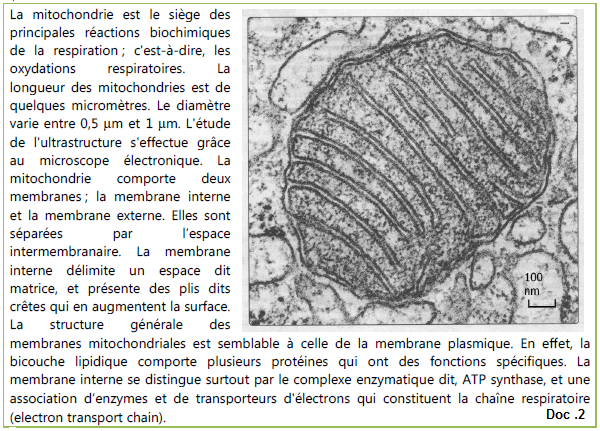 La mitochondrie est le siège des
principales réactions biochimiques
de la respiration ; c'est-à-dire, les
oxydations respiratoires. La
longueur des mitochondries est de
quelques micromètres. Le diamètre
varie entre 0,5 µm et 1 µm. L'étude
de l'ultrastructure s'effectue grâce
au microscope électronique. La
mitochondrie comporte deux
membranes ; la membrane interne
et la membrane externe. Elles sont
séparées par l'espace
intermembranaire. La membrane
interne délimite un espace dit
matrice, et présente des plis dits
crêtes qui en augmentent la surface.
La structure générale des
membranes mitochondriales est semblable à celle de la membrane plasmique. En effet, la
bicouche lipidique comporte plusieurs protéines qui ont des fonctions spécifiques. La
membrane interne se distingue surtout par le complexe enzymatique dit, ATP synthase, et une
association d'enzymes et de transporteurs d'électrons qui constituent la chaîne respiratoire
(electron transport chain).
Doc .2
100
nm